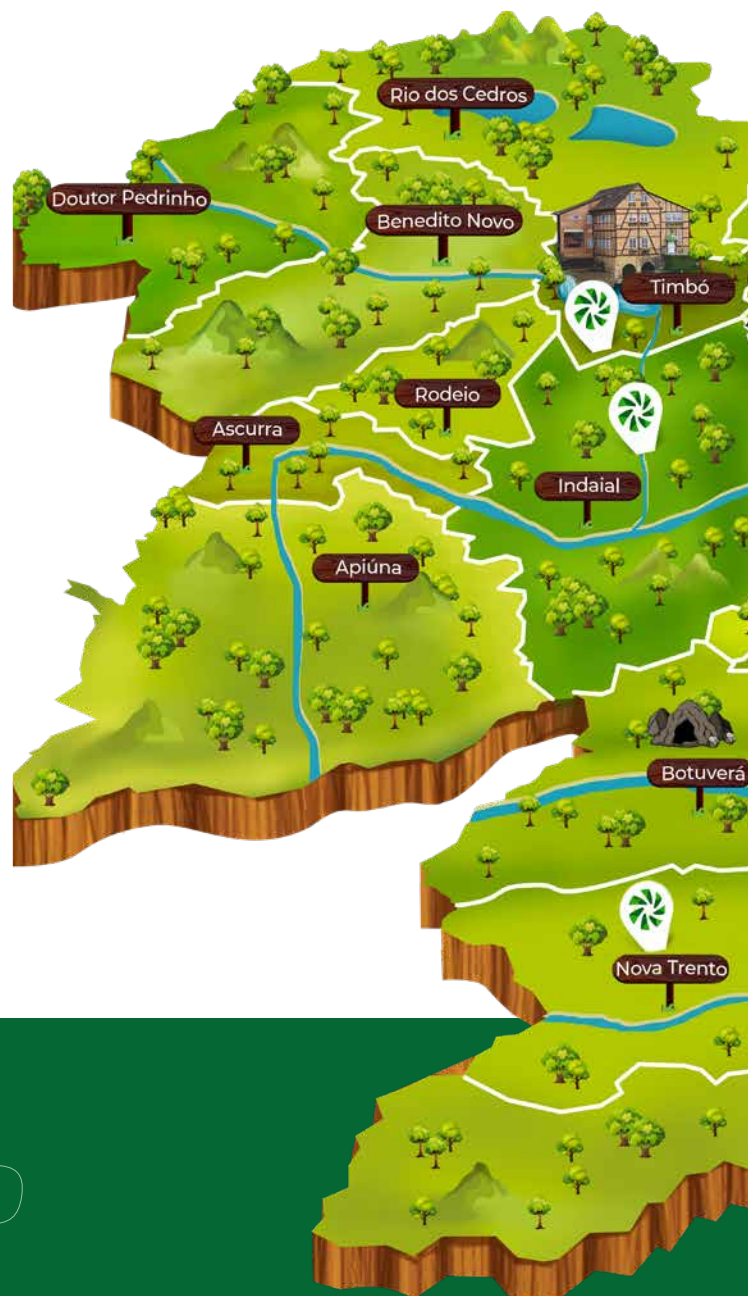 Rio dos Cedros
Doutor Pedrinho
Benedito Novo
Timbó
Rodeio
Ascurra
Indaial
Apiúna
Botuverá
Nova Trento